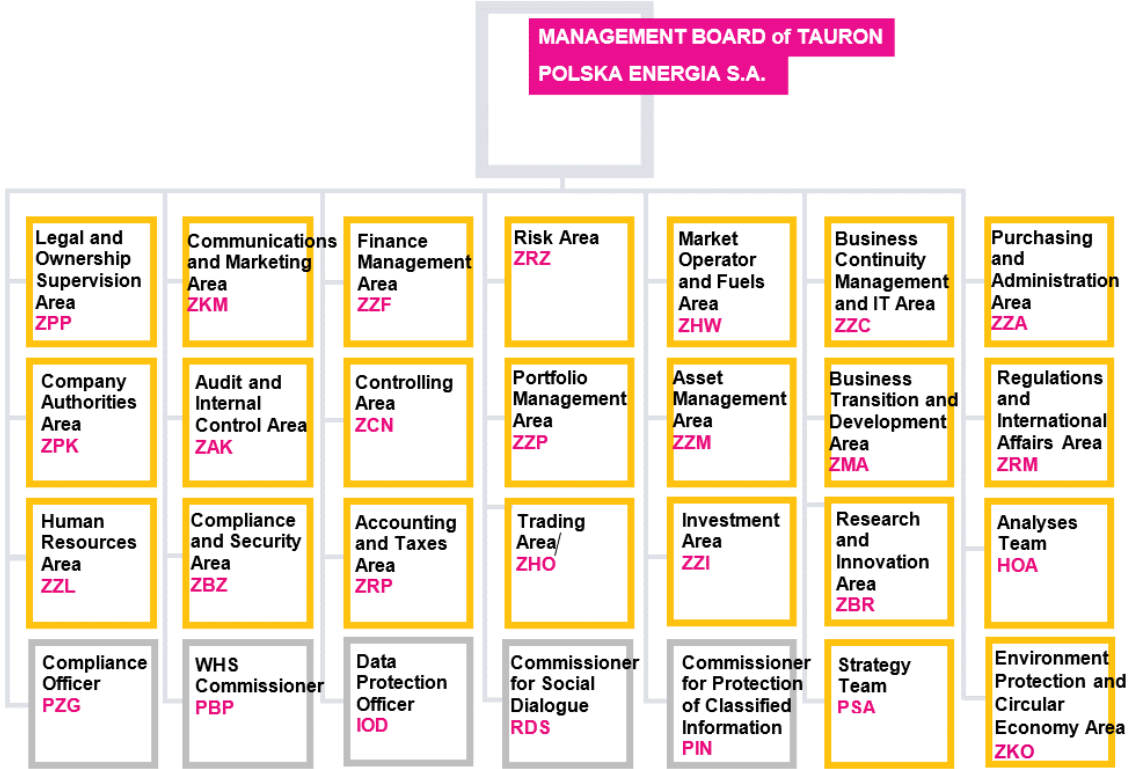 MANAGEMENT BOARD of TAURON
POLSKA ENERGIA S.A.
Legal and
Ownership
Supervision
Area
ZPP
Communications
and Marketing
Area
ZKM
Finance
Management
Area
ZZF
Risk Area
ZRZ
Market
Operator
and Fuels
Area
ZHW
Business
Continuity
Management
and IT Area
ZZC
Purchasing
and
Administration
Area
ZZA
Company
Authorities
Area
ZPK
Audit and
Internal
Control Area
ZAK
Controlling
Area
ZCN
Portfolio
Management
Area
ZZP
Asset
Management
Area
ZZM
Business
Transition and
Development
Area
ZMA
Regulations
and
International
Affairs Area
ZRM
Human
Resources
Area
ZZL
Compliance
and Security
Area
ZBZ
Accounting
and Taxes
Area
ZRP
Trading
Area/
ZHO
Investment
Area
ZZI
Research
and
Innovation
Area
ZBR
Analyses
Team
HOA
Compliance
Officer
PZG
WHS
Commissioner
PBP
Data
Protection
Officer
IOD
Commissioner
for Social
Dialogue
RDS
Commissioner
for Protection
of Classified
Information
PIN
Strategy
Team
PSA
Environment
Protection and
Circular
Economy Area
ZKO